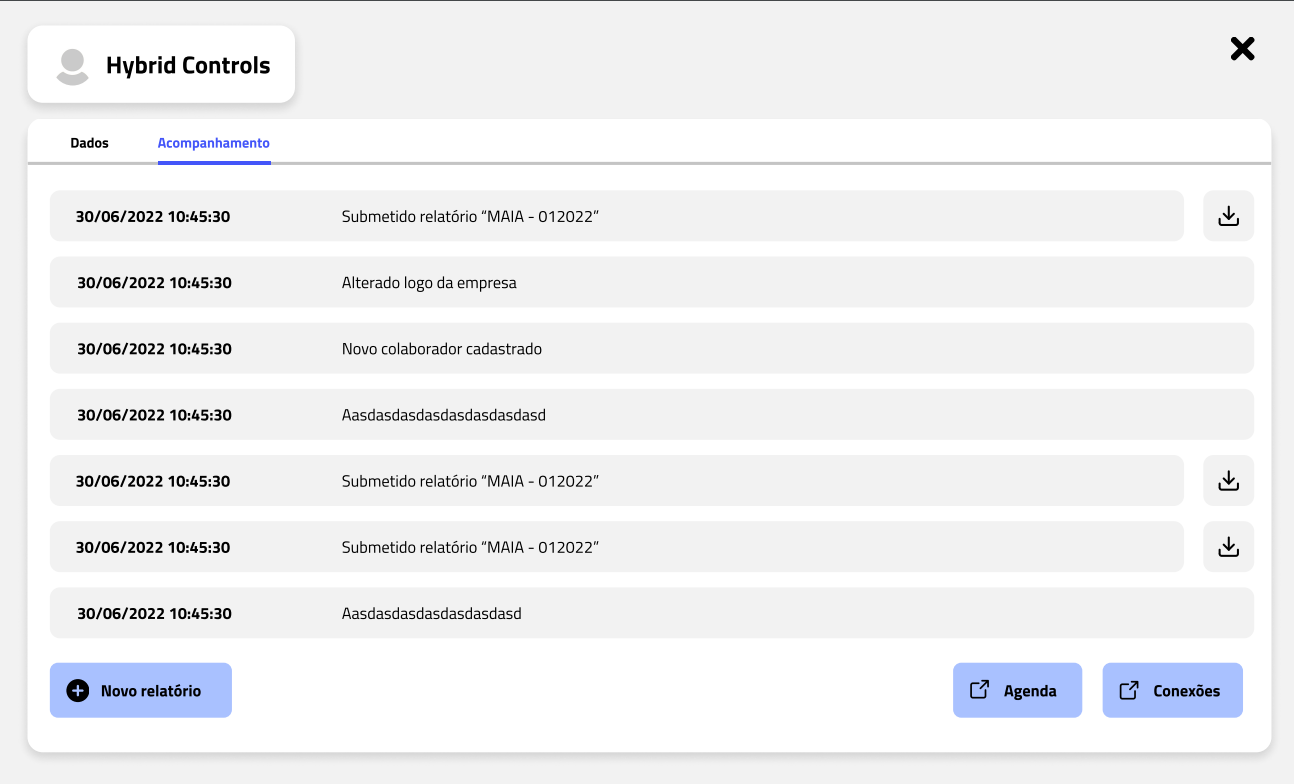 Hybrid Controls
Dados Acompanhamento
30/06/2022 10:45:30 Submetido relatório “MAIA - 012022”
30/06/2022 10:45:30 Alterado logo da empresa
30/06/2022 10:45:30 Novo colaborador cadastrado
30/06/2022 10:45:30 Aasdasdasdasdasdasdasdasd
30/06/2022 10:45:30 Submetido relatório “MAIA - 012022”
30/06/2022 10:45:30 Submetido relatório “MAIA - 012022”
30/06/2022 10:45:30 Aasdasdasdasdasdasdasd
Novo relatório Agenda Conexões